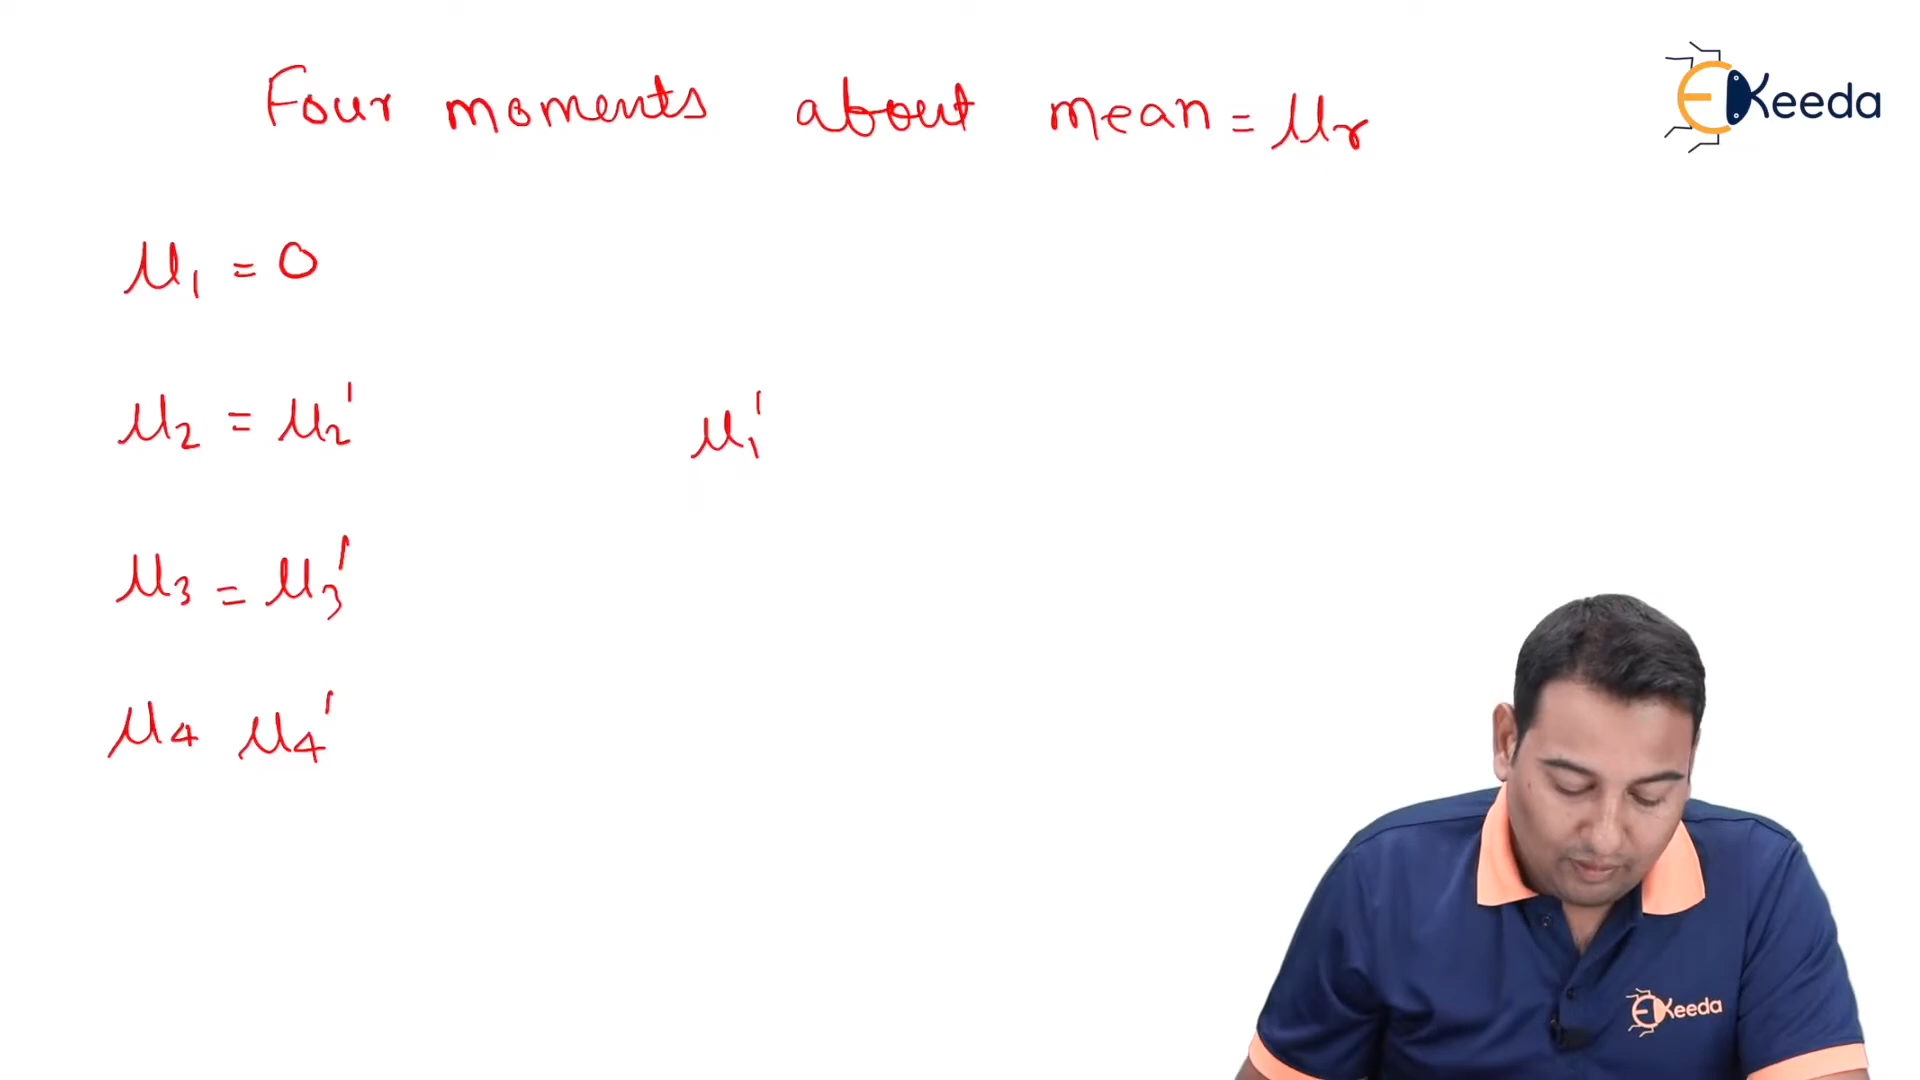 Four moments about mean = μr
EKeeda
μ1 = 0
μ2 = μ2' μ1'
μ3 = μ3'
μ4 μ4'
EKeeda